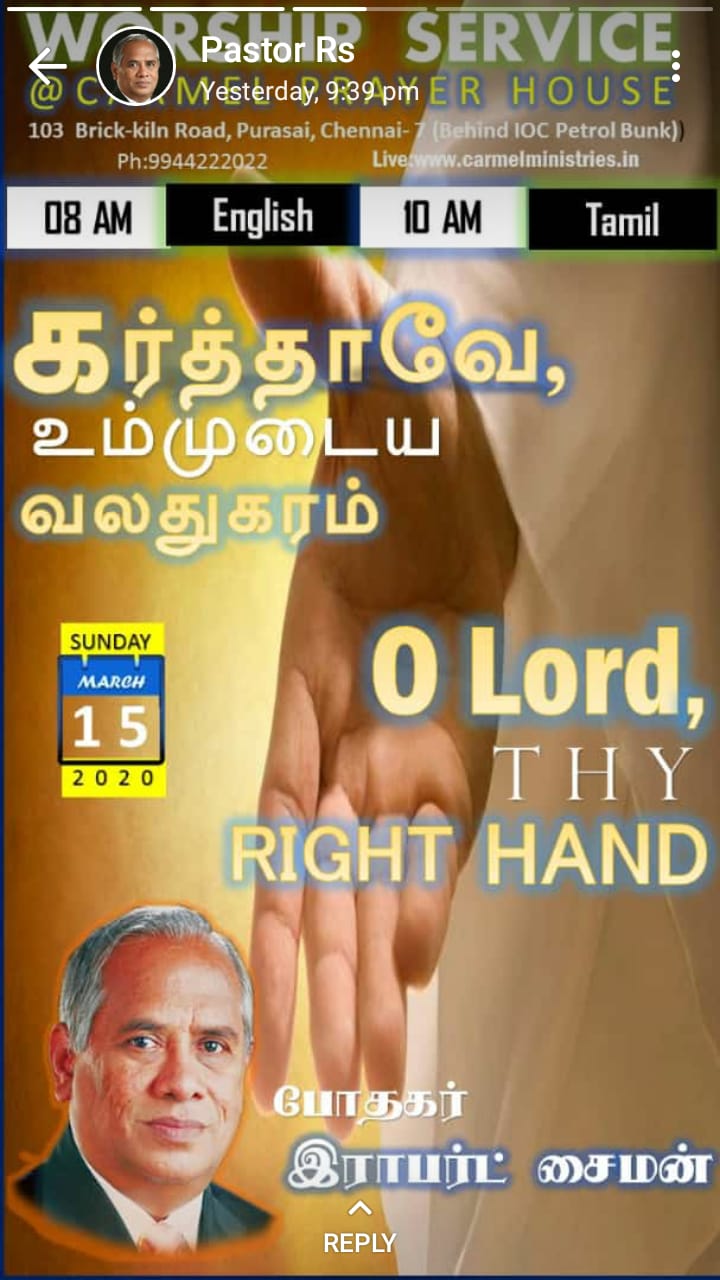 WORSHIP SERVICE
Pastor Rs
@CARMEL PRAYER HOUSE
Yesterday, 9:39 pm
103 Brick-kiln Road, Purasai, Chennai- 7 (Behind IOC Petrol Bunk)
Ph:9944222022 Live:www.carmelministries.in
08 AM English 10 AM Tamil
கர்த்தாவே,
உம்முடைய
வலதுகரம்
SUNDAY
MARCH
15
2020
O Lord,
THY
RIGHT HAND
போதகர்
இராபர்ட் சைமன்
REPLY